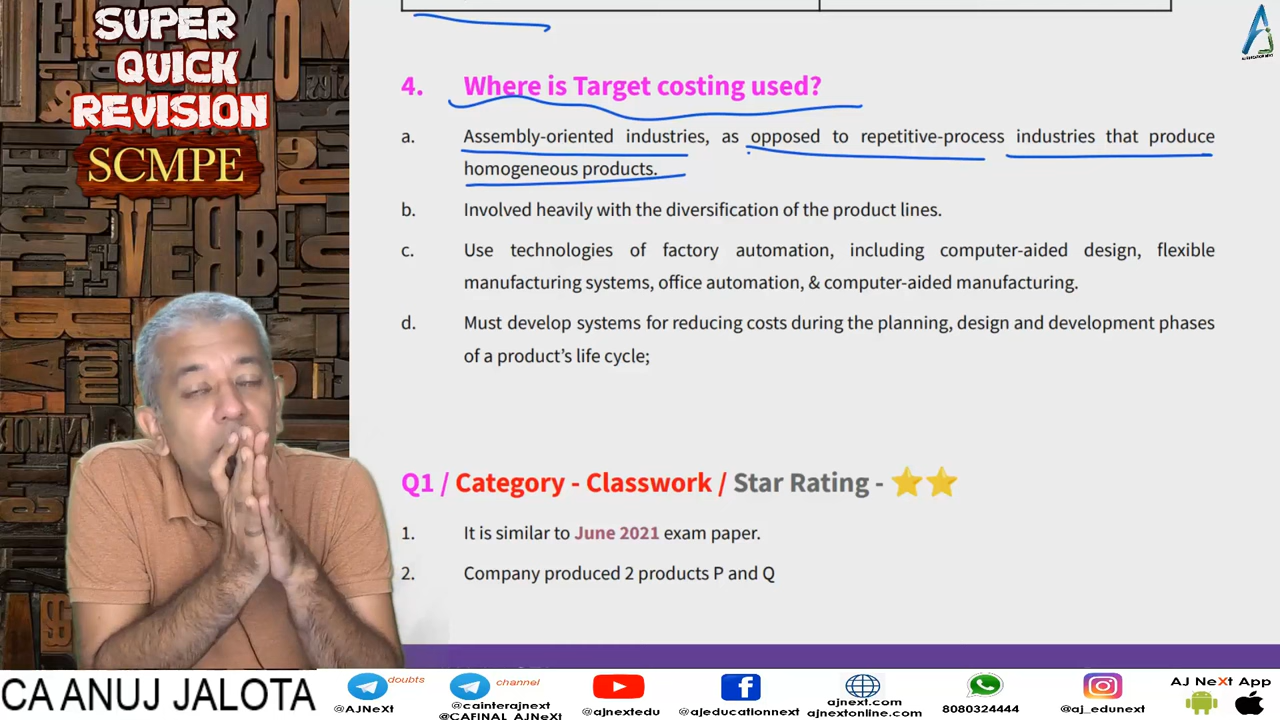 SUPER
QUICK
REVISION
SCMPE
4. Where is Target costing used?
a. Assembly-oriented industries, as opposed to repetitive-process industries that produce
homogeneous products.
b. Involved heavily with the diversification of the product lines.
c. Use technologies of factory automation, including computer-aided design, flexible
manufacturing systems, office automation, & computer-aided manufacturing.
d. Must develop systems for reducing costs during the planning, design and development phases
of a product's life cycle;
Q1 / Category - Classwork / Star Rating - ⭐⭐
1. It is similar to June 2021 exam paper.
2. Company produced 2 products P and Q
CA ANUJ JALOTA
doubts
@AJNeXt
channel
@cainterajnext
@CAFINAL_AJNeXt
@ajnextedu
@ajeducationnext
ajnext.com
ajnextonline.com
8080324444
@aj_edunext
AJ NeXt App